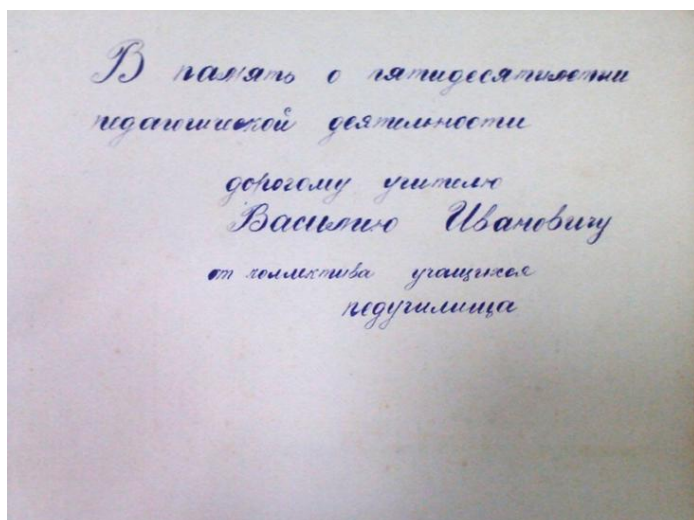 В память о пятидесятилетии
педагогической деятельности
дорогому учителю
Василию Ивановичу
от коллектива учащихся
педучилища